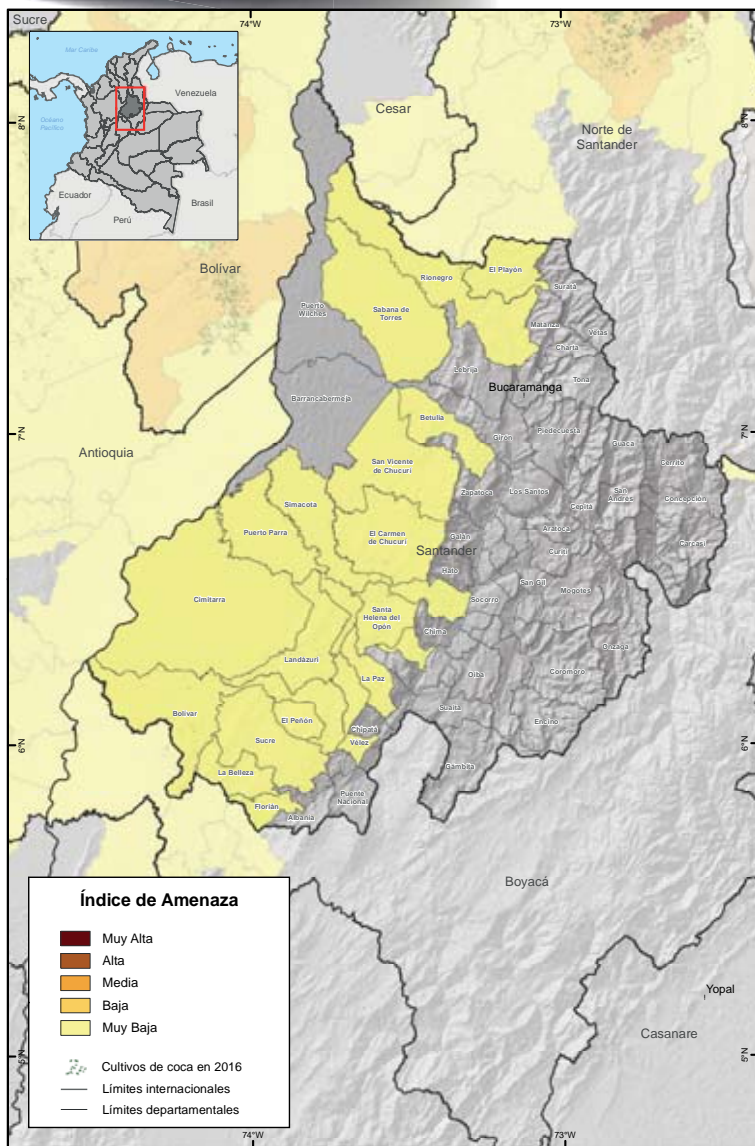 74°W
73°W
Sucre
Mar Caribe
Venezuela
Océano
Pacífico
Ecuador
Perú
Brasil
Cesar
8°N
8°N
Norte de
Santander
Bolívar
El Playón
Rionegro
Suratá
Puerto
Wilches
Sabana de
Torres
Matanza
Vetas
Charta
Lebrija
Tona
Bucaramanga
Barrancabermeja
Betulia
7°N
7°N
Antioquia
Girón
Piedecuesta
Guaca
San Vicente
de Chucurí
Cerrito
Zapatoca
Los Santos
San
Andrés
Concepción
Simacota
Cepitá
Puerto Parra
El Carmen
de Chucurí
Galán
Aratoca
Carcasí
Santander
Curití
Hato
San Gil
Mogotes
Cimitarra
Socorro
Santa
Helena del
Opón
Chima
Onzaga
Landázuri
La Paz
Oiba
Coromoro
Bolívar
Suaita
El Peñón
Encino
Chipatá
6°N
6°N
Sucre
Vélez
La Belleza
Gámbita
Puente
Nacional
Florián
Albania
Boyacá
Índice de Amenaza
Muy Alta
Alta
Media
Baja
Muy Baja
Cultivos de coca en 2016
Límites internacionales
Límites departamentales
Yopal
Casanare
5°N
5°N
74°W
73°W